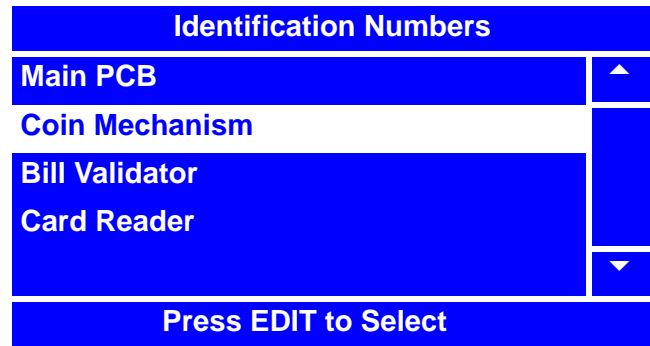 Identification Numbers
Main PCB
Coin Mechanism
Bill Validator
Card Reader
Press EDIT to Select